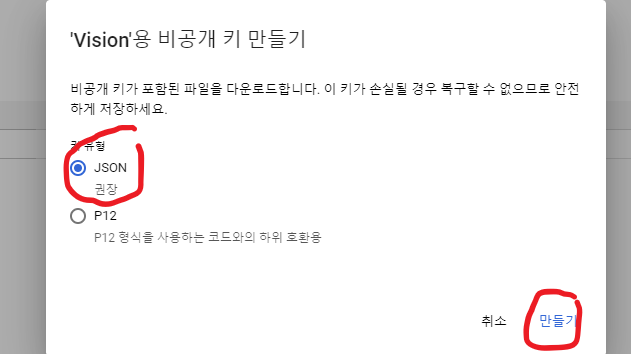 'Vision'용 비공개 키 만들기
비공개 키가 포함된 파일을 다운로드합니다. 이 키가 손실될 경우 복구할 수 없으므로 안전
하게 저장하세요.
키 유형
JSON
권장
P12
P12 형식을 사용하는 코드와의 하위 호환용
취소
만들기